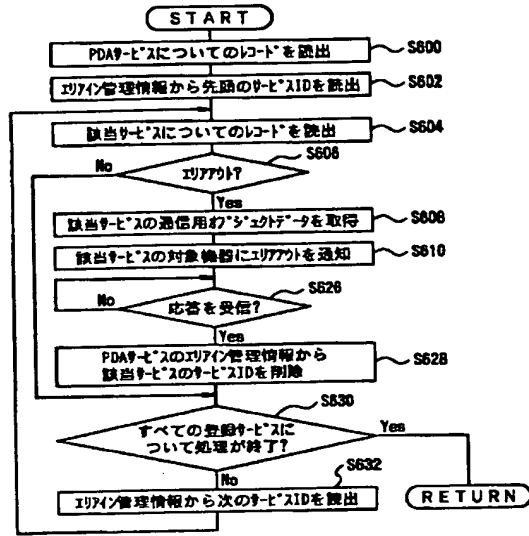 START
PDAｻｰﾋﾞｽについてのﾚｺｰﾄﾞを読出
S600
ｴﾘｱｲﾝ管理情報から先頭のｻｰﾋﾞｽIDを読出
S602
該当ｻｰﾋﾞｽについてのﾚｺｰﾄﾞを読出
S604
S606
No
ｴﾘｱｱｳﾄ?
Yes
該当ｻｰﾋﾞｽの通信用ｵﾌﾞｼﾞｪｸﾄﾃﾞｰﾀを取得
S608
該当ｻｰﾋﾞｽの対象機器にｴﾘｱｱｳﾄを通知
S610
S626
No
応答を受信?
Yes
PDAｻｰﾋﾞｽのｴﾘｱｲﾝ管理情報から
該当ｻｰﾋﾞｽのｻｰﾋﾞｽIDを削除
S628
S630
すべての登録ｻｰﾋﾞｽに
ついて処理が終了?
Yes
No
S632
ｴﾘｱｲﾝ管理情報から次のｻｰﾋﾞｽIDを読出
RETURN